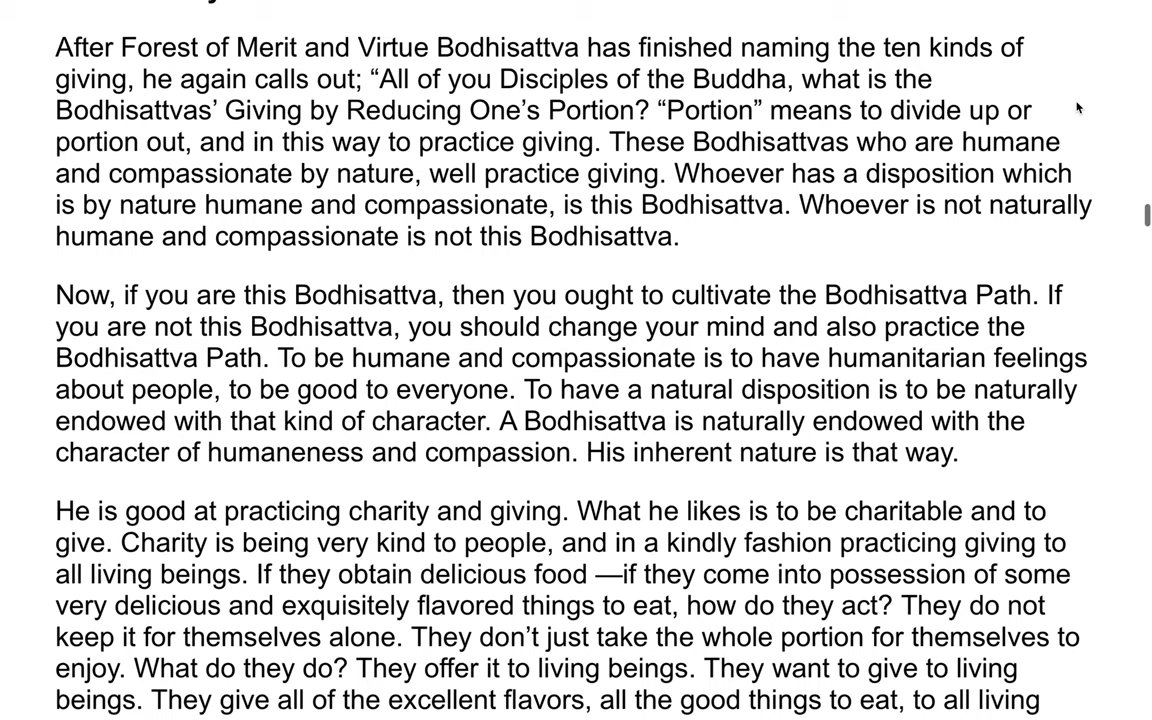 After Forest of Merit and Virtue Bodhisattva has finished naming the ten kinds of
giving, he again calls out; “All of you Disciples of the Buddha, what is the
Bodhisattvas’ Giving by Reducing One’s Portion? “Portion” means to divide up or
portion out, and in this way to practice giving. These Bodhisattvas who are humane
and compassionate by nature, well practice giving. Whoever has a disposition which
is by nature humane and compassionate, is this Bodhisattva. Whoever is not naturally
humane and compassionate is not this Bodhisattva.
Now, if you are this Bodhisattva, then you ought to cultivate the Bodhisattva Path. If
you are not this Bodhisattva, you should change your mind and also practice the
Bodhisattva Path. To be humane and compassionate is to have humanitarian feelings
about people, to be good to everyone. To have a natural disposition is to be naturally
endowed with that kind of character. A Bodhisattva is naturally endowed with the
character of humaneness and compassion. His inherent nature is that way.
He is good at practicing charity and giving. What he likes is to be charitable and to
give. Charity is being very kind to people, and in a kindly fashion practicing giving to
all living beings. If they obtain delicious food —if they come into possession of some
very delicious and exquisitely flavored things to eat, how do they act? They do not
keep it for themselves alone. They don’t just take the whole portion for themselves to
enjoy. What do they do? They offer it to living beings. They want to give to living
beings. They give all of the excellent flavors, all the good things to eat, to all living